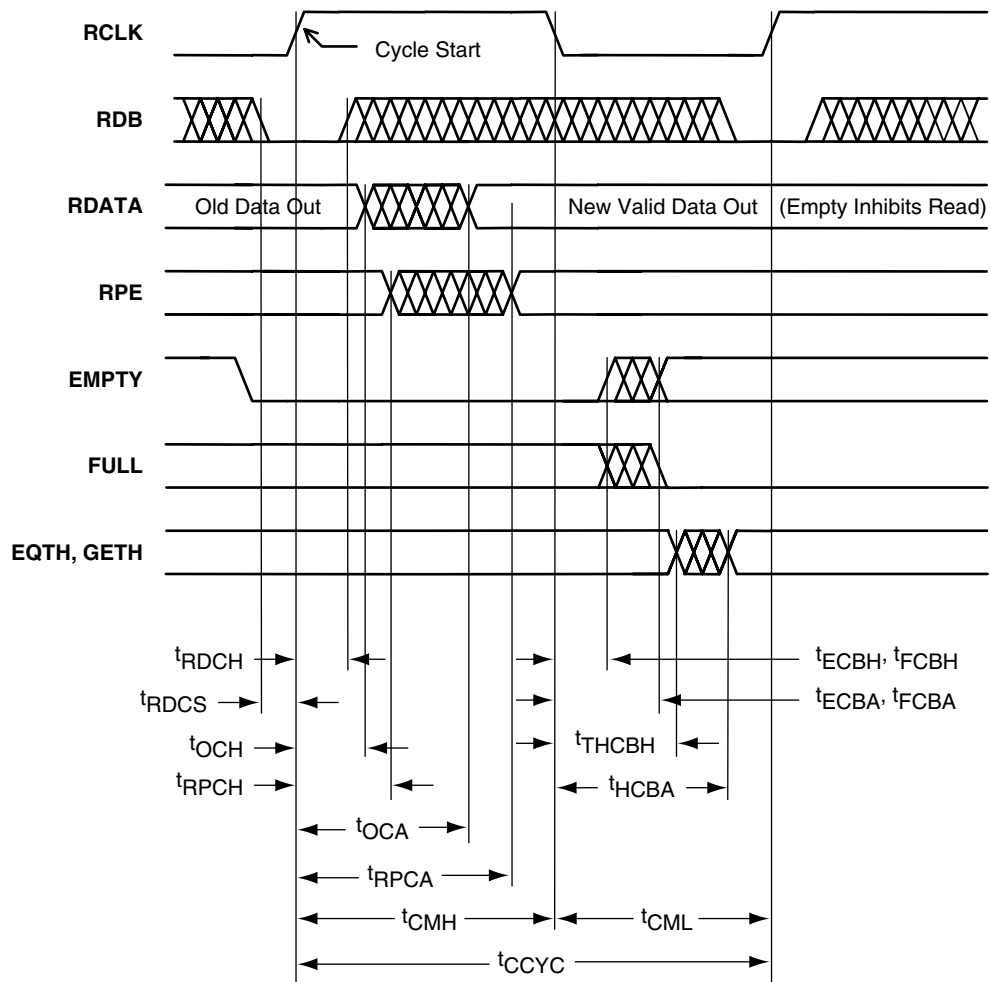 RCLK
Cycle Start
RDB
RDATA
Old Data Out
New Valid Data Out
(Empty Inhibits Read)
RPE
EMPTY
FULL
EQTH, GETH
tRDCH
tECBH, tFCBH
tRDCS
tECBA, tFCBA
tOCH
tTHCBH
tRPCH
tHCBA
tOCA
tRPCA
tCMH
tCML
tCCYC